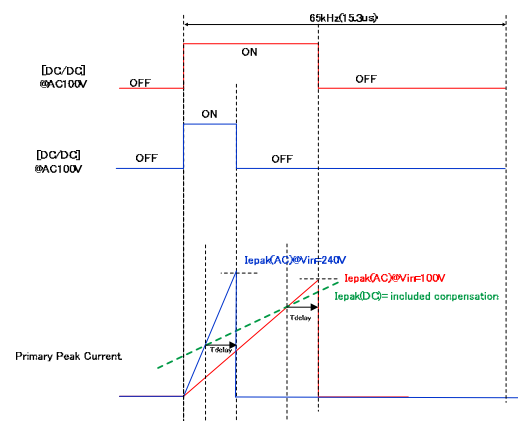 65kHz(15.3us)
ON
[DC/DC]
@AC100V
OFF
OFF
ON
[DC/DC]
@AC100V
OFF
OFF
Iepak(AC)@Vin=240V
Iepak(AC)@Vin=100V
Iepak(DC)= included conpensation
Tdelay
Tdelay
Primary Peak Current.